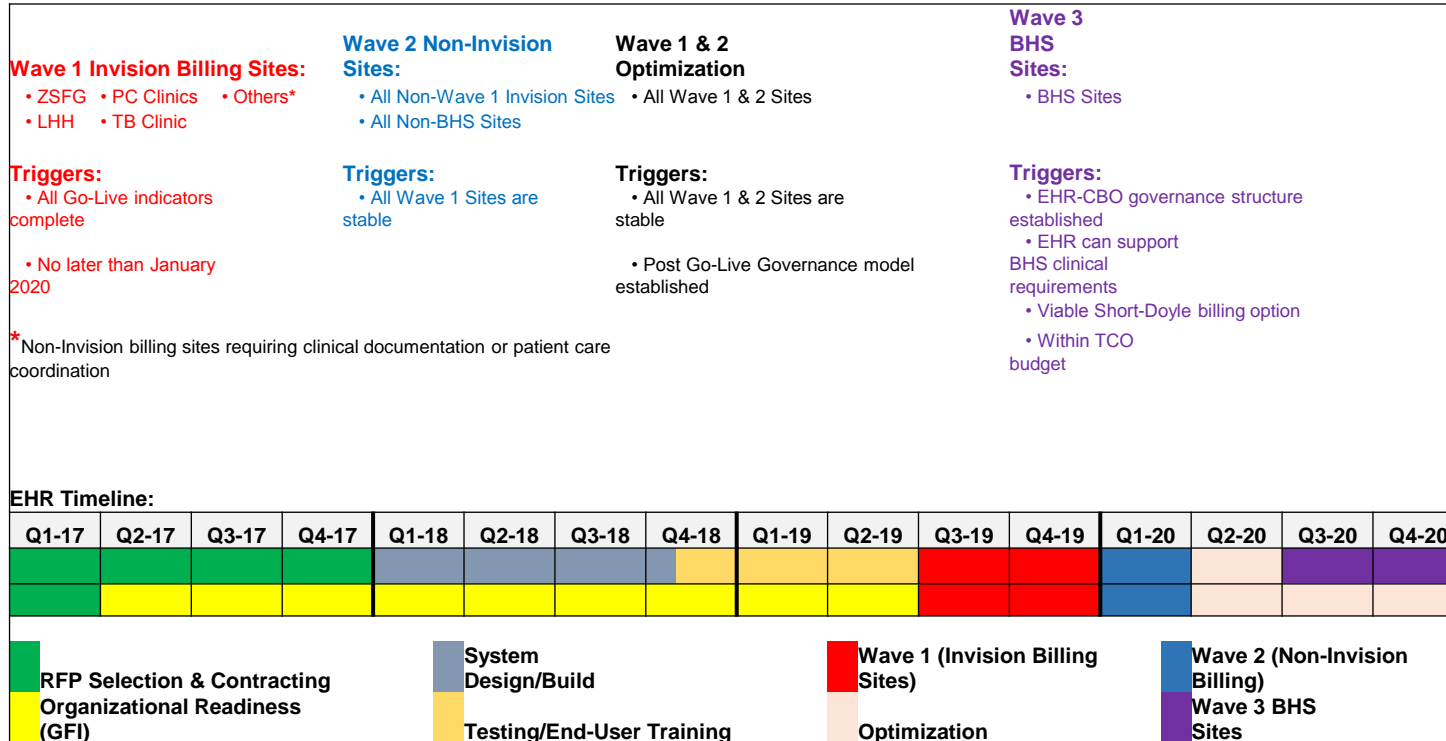 Wave 1 Invision Billing Sites:
• ZSFG • PC Clinics • Others*
• LHH • TB Clinic
Triggers:
• All Go-Live indicators
complete
• No later than January
2020
*Non-Invision billing sites requiring clinical documentation or patient care
coordination
Wave 2 Non-Invision
Sites:
• All Non-Wave 1 Invision Sites
• All Non-BHS Sites
Triggers:
• All Wave 1 Sites are
stable
Wave 1 & 2
Optimization
• All Wave 1 & 2 Sites
Triggers:
• All Wave 1 & 2 Sites are
stable
• Post Go-Live Governance model
established
Wave 3
BHS
Sites:
• BHS Sites
Triggers:
• EHR-CBO governance structure
established
• EHR can support
BHS clinical
requirements
• Viable Short-Doyle billing option
• Within TCO
budget
EHR Timeline:
Q1-17 Q2-17 Q3-17 Q4-17 Q1-18 Q2-18 Q3-18 Q4-18 Q1-19 Q2-19 Q3-19 Q4-19 Q1-20 Q2-20 Q3-20 Q4-20
RFP Selection & Contracting
Organizational Readiness
(GFI)
System
Design/Build
Testing/End-User Training
Wave 1 (Invision Billing
Sites)
Optimization
Wave 2 (Non-Invision
Billing)
Wave 3 BHS
Sites